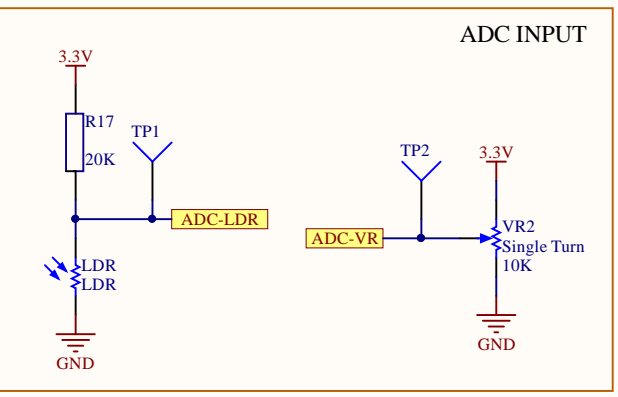 ADC INPUT
3.3V
R17
20K
TP1
ADC-LDR
LDR
LDR
GND
TP2
3.3V
ADC-VR
VR2
Single Turn
10K
GND